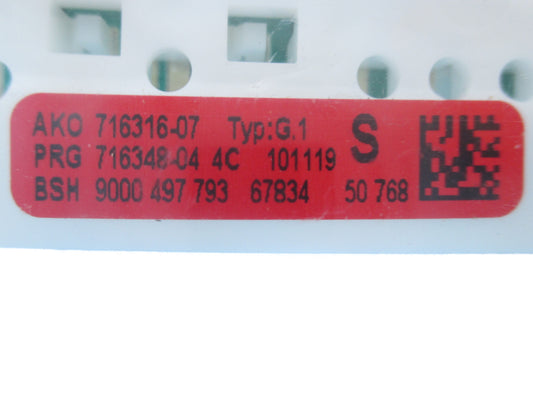 AKO 716316-07 Typ:G.1 S
PRG 716348-04 4C 101119
BSH 9000 497 793 67834 50 768